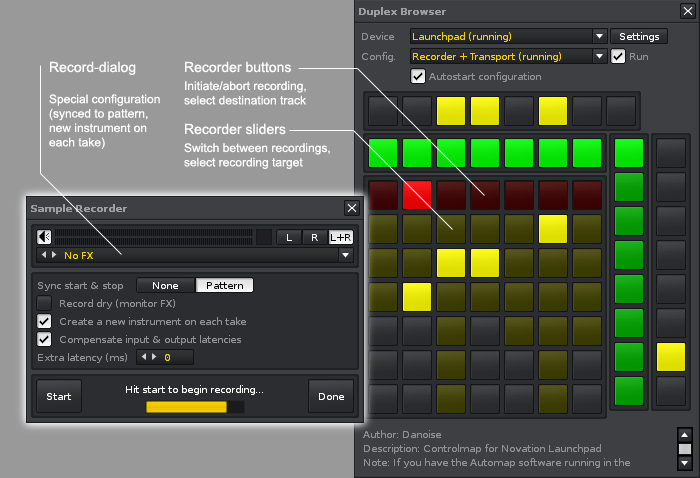 Duplex Browser
Device
Launchpad (running)
Settings
Config.
Recorder + Transport (running)
Run
Autostart configuration
Record-dialog
Special configuration
(synced to pattern,
new instrument on
each take)
Recorder buttons
Initiate/abort recording,
select destination track
Recorder sliders
Switch between recordings,
select recording target
Sample Recorder
L
R
L+R
No FX
Sync start & stop
None
Pattern
Record dry (monitor FX)
Create a new instrument on each take
Compensate input & output latencies
Extra latency (ms)
0
Start
Hit start to begin recording...
Done
Author: Danoise
Description: Controlmap for Novation Launchpad
Note: If you have the Automap software running in the